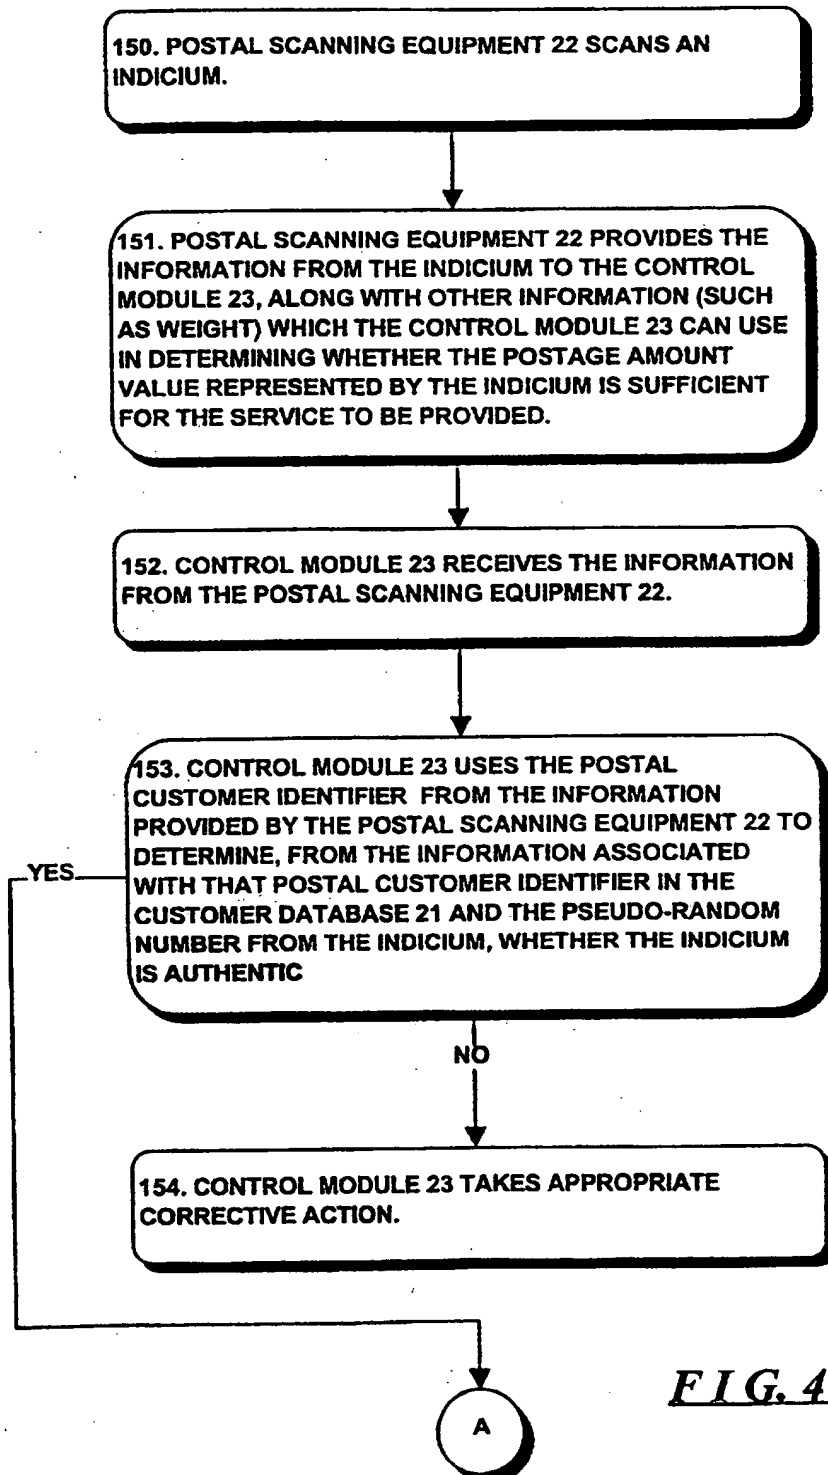 150. POSTAL SCANNING EQUIPMENT 22 SCANS AN
INDICIUM.
151. POSTAL SCANNING EQUIPMENT 22 PROVIDES THE
INFORMATION FROM THE INDICIUM TO THE CONTROL
MODULE 23, ALONG WITH OTHER INFORMATION (SUCH
AS WEIGHT) WHICH THE CONTROL MODULE 23 CAN USE
IN DETERMINING WHETHER THE POSTAGE AMOUNT
VALUE REPRESENTED BY THE INDICIUM IS SUFFICIENT
FOR THE SERVICE TO BE PROVIDED.
152. CONTROL MODULE 23 RECEIVES THE INFORMATION
FROM THE POSTAL SCANNING EQUIPMENT 22.
153. CONTROL MODULE 23 USES THE POSTAL
CUSTOMER IDENTIFIER FROM THE INFORMATION
PROVIDED BY THE POSTAL SCANNING EQUIPMENT 22 TO
DETERMINE, FROM THE INFORMATION ASSOCIATED
WITH THAT POSTAL CUSTOMER IDENTIFIER IN THE
CUSTOMER DATABASE 21 AND THE PSEUDO-RANDOM
NUMBER FROM THE INDICIUM, WHETHER THE INDICIUM
IS AUTHENTIC
YES
NO
154. CONTROL MODULE 23 TAKES APPROPRIATE
CORRECTIVE ACTION.
A
FIG. 4